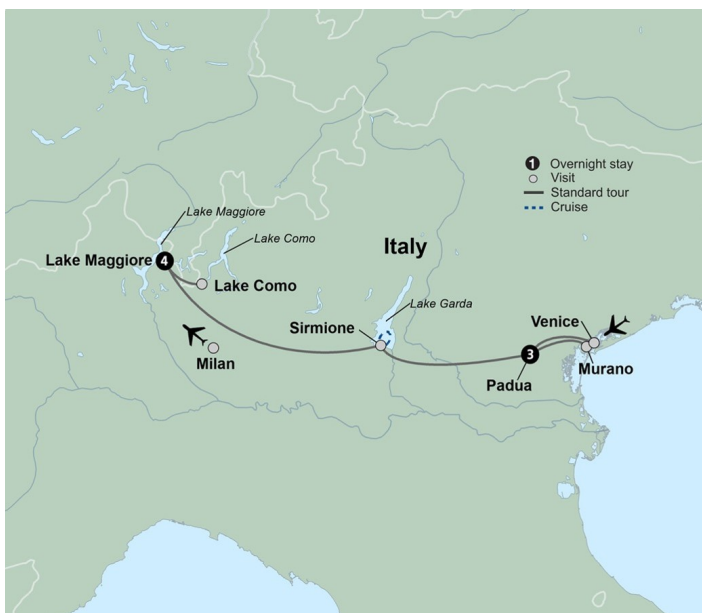 1 Overnight stay
Visit
Standard tour
Cruise
Lake Maggiore
Lake Como
Italy
Lake Maggiore 4
Lake Como
Lake Garda
Sirmione
Venice
Milan
3
Murano
Padua